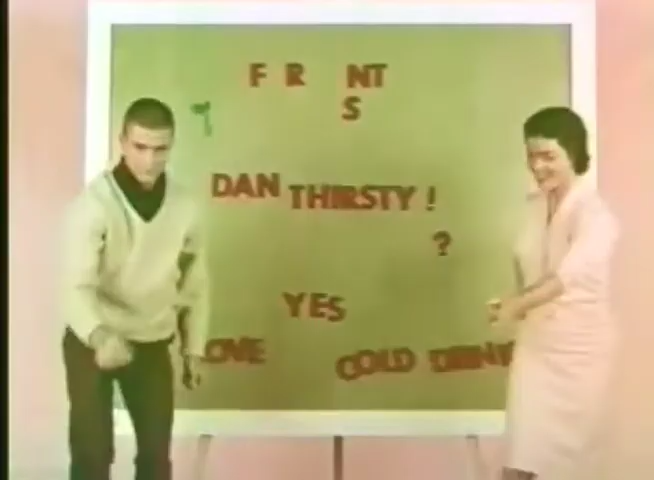 F R NT
S
DAN THIRSTY !
?
YES
OVE COLD DRINK